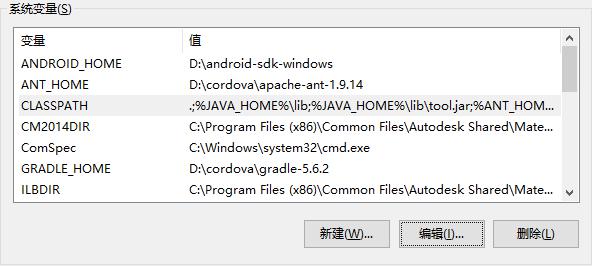 系统变量(S)
变量 值
ANDROID_HOME D:\android-sdk-windows
ANT_HOME D:\cordova\apache-ant-1.9.14
CLASSPATH .;%JAVA_HOME%\lib;%JAVA_HOME%\lib\tool.jar;%ANT_HOM...
CM2014DIR C:\Program Files (x86)\Common Files\Autodesk Shared\Mate...
ComSpec C:\Windows\system32\cmd.exe
GRADLE_HOME D:\cordova\gradle-5.6.2
ILBDIR C:\Program Files (x86)\Common Files\Autodesk Shared\Mate...
新建(W)... 编辑(I)... 删除(L)